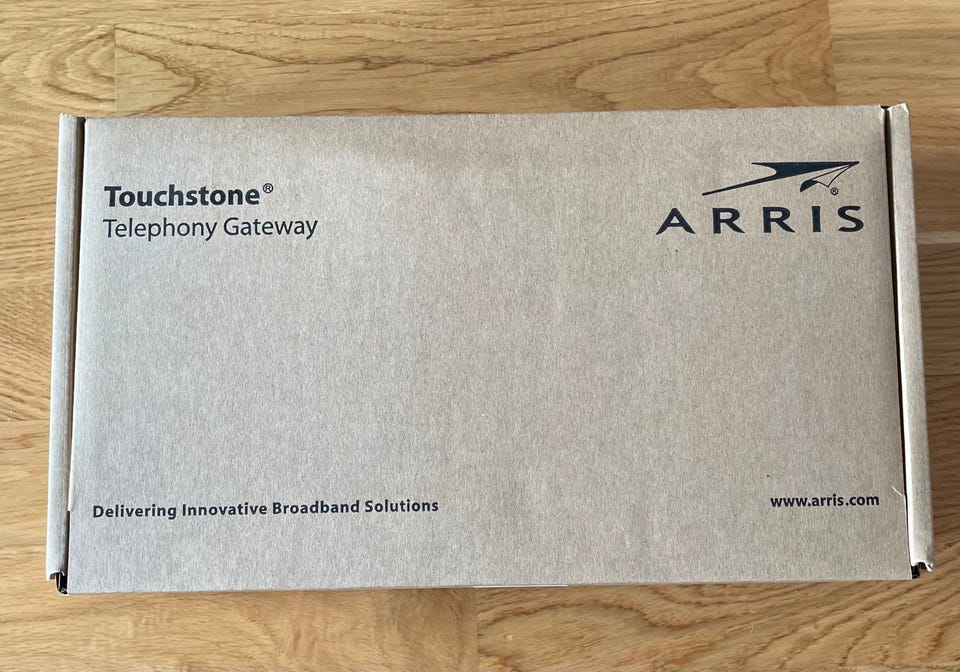 Touchstone®
Telephony Gateway
ARRIS®
Delivering Innovative Broadband Solutions
www.arris.com